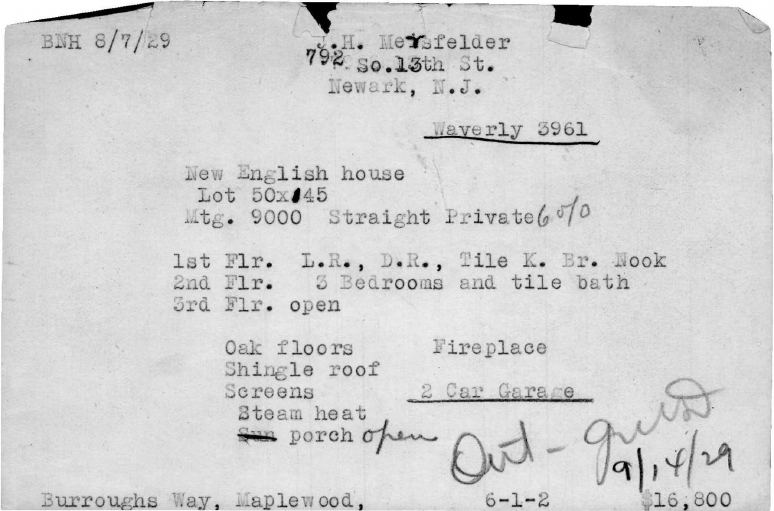 BNH 8/7/29
J.H. Meisfelder
792 So.13th St.
Newark, N.J.
Waverly 3961
New English house
Lot 50x145
Mtg. 9000 Straight Private 6%
1st Flr. L.R., D.R., Tile K. Br. Nook
2nd Flr. 3 Bedrooms and tile bath
3rd Flr. open
Oak floors Fireplace
Shingle roof
Screens 2 Car Garage
Steam heat
Sun porch open
Out -
9/14/29
Burroughs Way, Maplewood, 6-1-2 $16,800